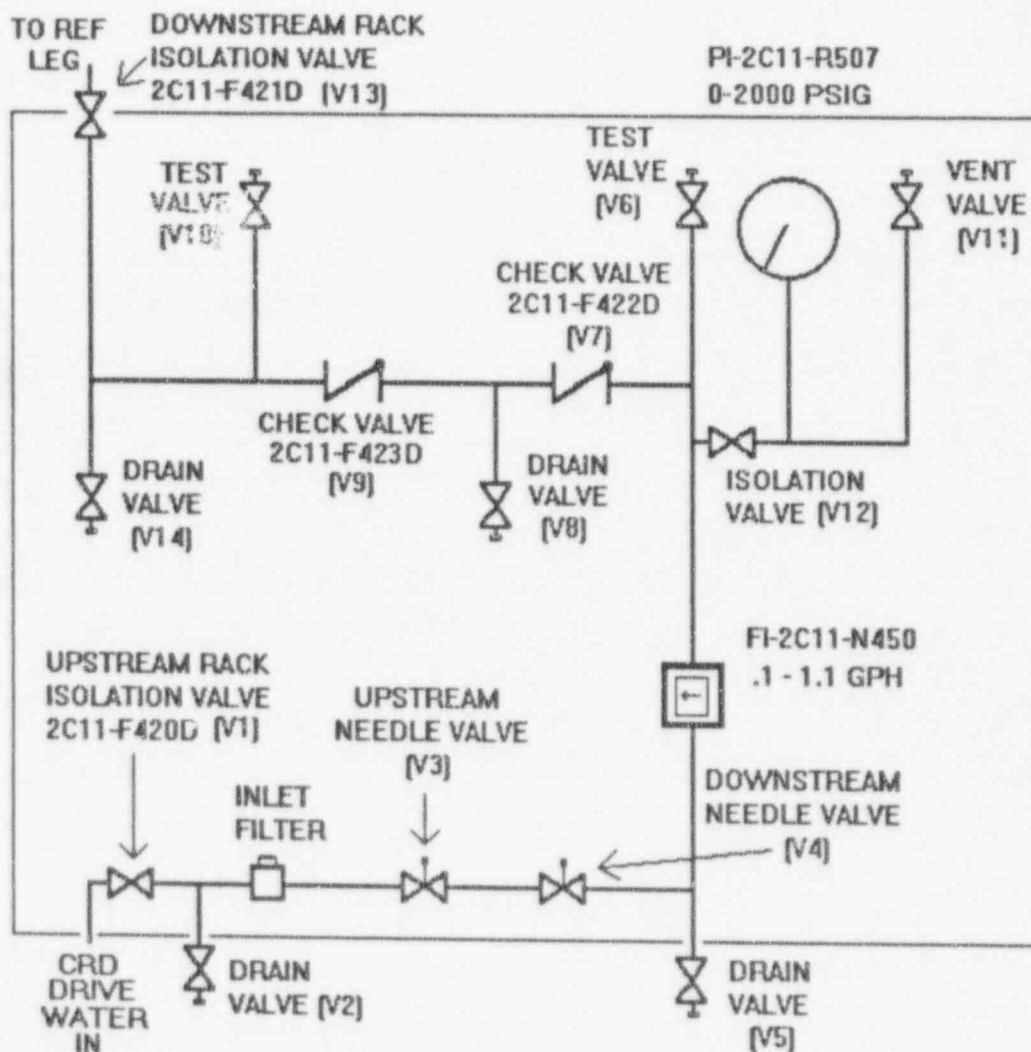 TO REF
LEG
DOWNSTREAM RACK
ISOLATION VALVE
2C11-F421D [V13]
PI-2C11-R507
0-2000 PSIG
TEST
VALVE
[V10]
TEST
VALVE
[V6]
VENT
VALVE
[V11]
CHECK VALVE
2C11-F422D
[V7]
CHECK VALVE
2C11-F423D
[V9]
DRAIN
VALVE
[V14]
DRAIN
VALVE
[V8]
ISOLATION
VALVE [V12]
FI-2C11-N450
.1 - 1.1 GPH
UPSTREAM RACK
ISOLATION VALVE
2C11-F420D [V1]
UPSTREAM
NEEDLE VALVE
[V3]
INLET
FILTER
DOWNSTREAM
NEEDLE VALVE
[V4]
CRD
DRIVE
WATER
IN
DRAIN
VALVE [V2]
DRAIN
VALVE
[V5]